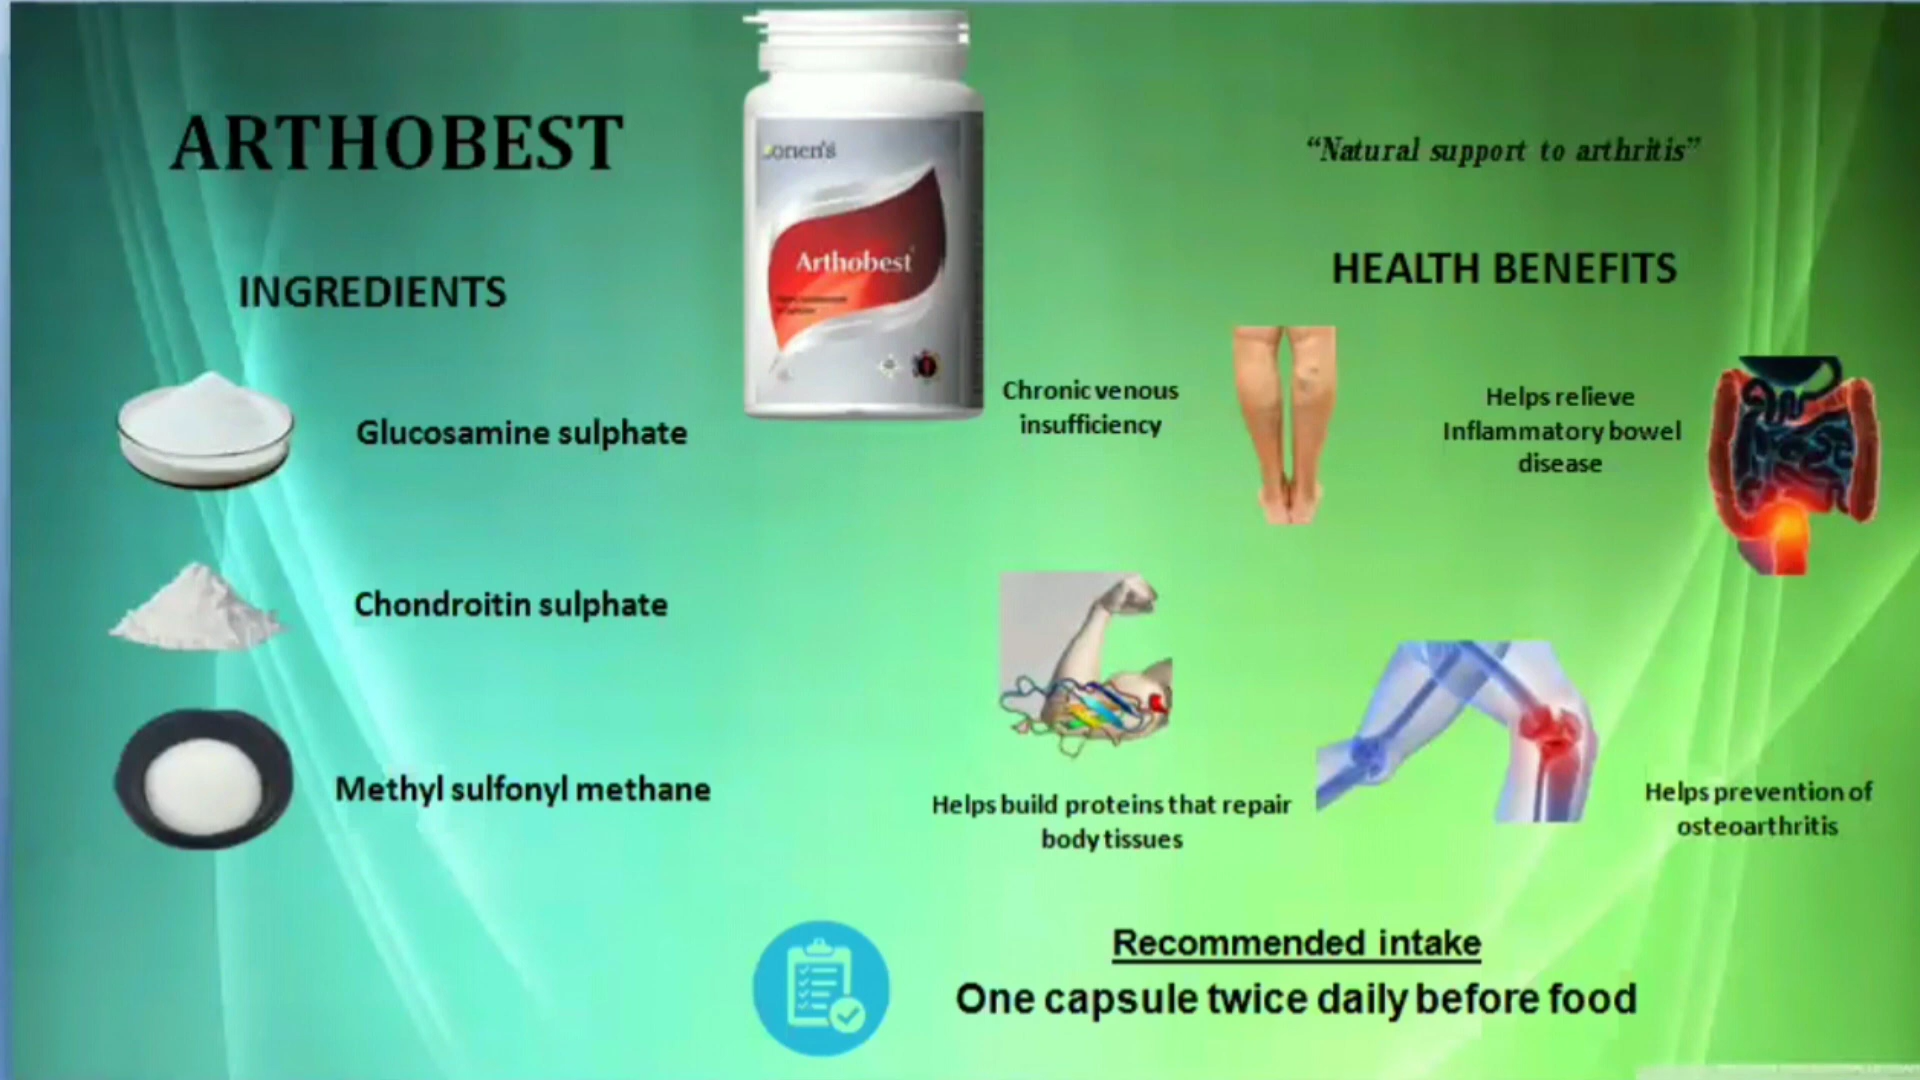 ARTHOBEST
INGREDIENTS
Glucosamine sulphate
Chondroitin sulphate
Methyl sulfonyl methane
Arthobest
“Natural support to arthritis”
HEALTH BENEFITS
Chronic venous
insufficiency
Helps relieve
Inflammatory bowel
disease
Helps build proteins that repair
body tissues
Helps prevention of
osteoarthritis
Recommended intake
One capsule twice daily before food